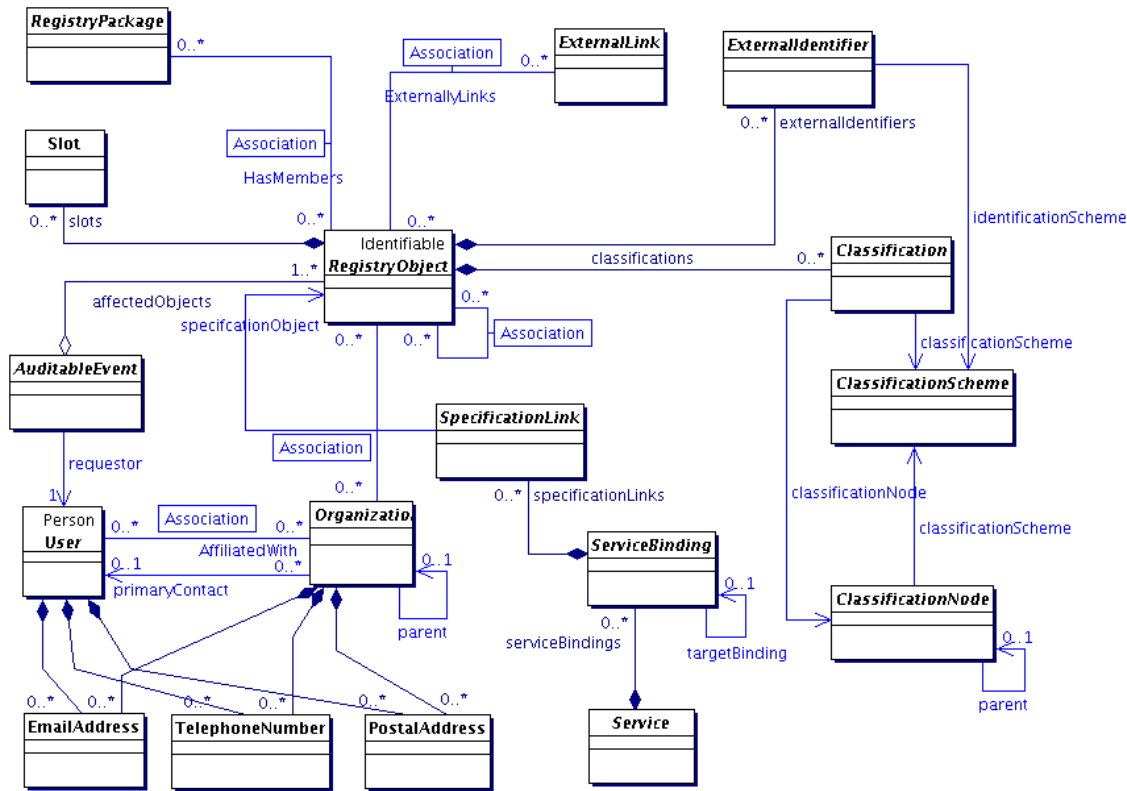 RegistryPackage
0..*
Association
ExternallyLinks
0..*
ExternalLink
ExternalIdentifier
0..* externalIdentifiers
Slot
0..* slots
Association
HasMembers
0..*
0..*
identificationScheme
Identifiable
RegistryObject
classifications
0..*
Classification
1..*
affectedObjects
specifcationObject
0..*
0..*
0..*
Association
classificationScheme
AuditableEvent
ClassificationScheme
SpecificationLink
Association
requestor
1
0..*
0..* specificationLinks
classificationNode
classificationScheme
Person
User
0..*
Association
0..*
AffiliatedWith
Organization
0..1
0..*
primaryContact
0..1
parent
ServiceBinding
0..1
0..*
serviceBindings
targetBinding
ClassificationNode
0..1
parent
0..*
0..*
0..*
0..*
0..*
0..*
EmailAddress
TelephoneNumber
PostalAddress
Service